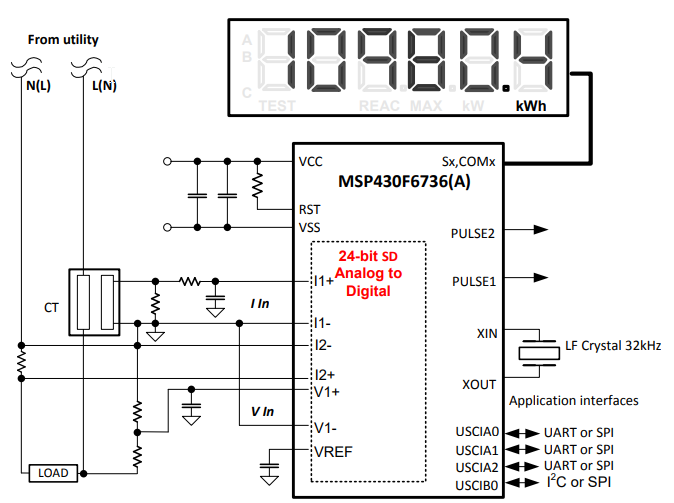 From utility
N(L)
L(N)
A
B
C
109804
TEST
REAC
MAX
kW
kWh
VCC
Sx,COMx
MSP430F6736(A)
RST
VSS
PULSE2
24-bit SD
Analog to
Digital
I1+
PULSE1
CT
I In
I1-
XIN
I2-
LF Crystal 32kHz
I2+
XOUT
V1+
Application interfaces
V In
V1-
USCIA0
UART or SPI
USCIA1
UART or SPI
VREF
USCIA2
UART or SPI
LOAD
USCIB0
I²C or SPI